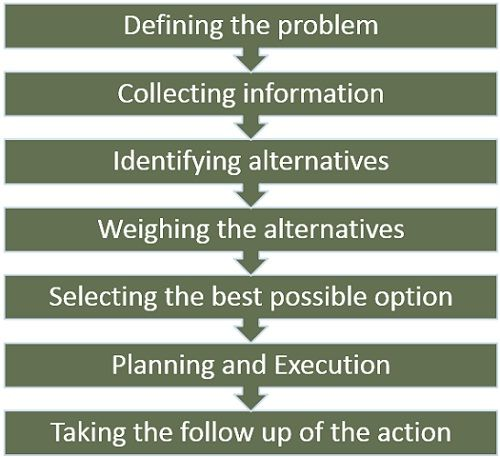 Defining the problem
Collecting information
Identifying alternatives
Weighing the alternatives
Selecting the best possible option
Planning and Execution
Taking the follow up of the action